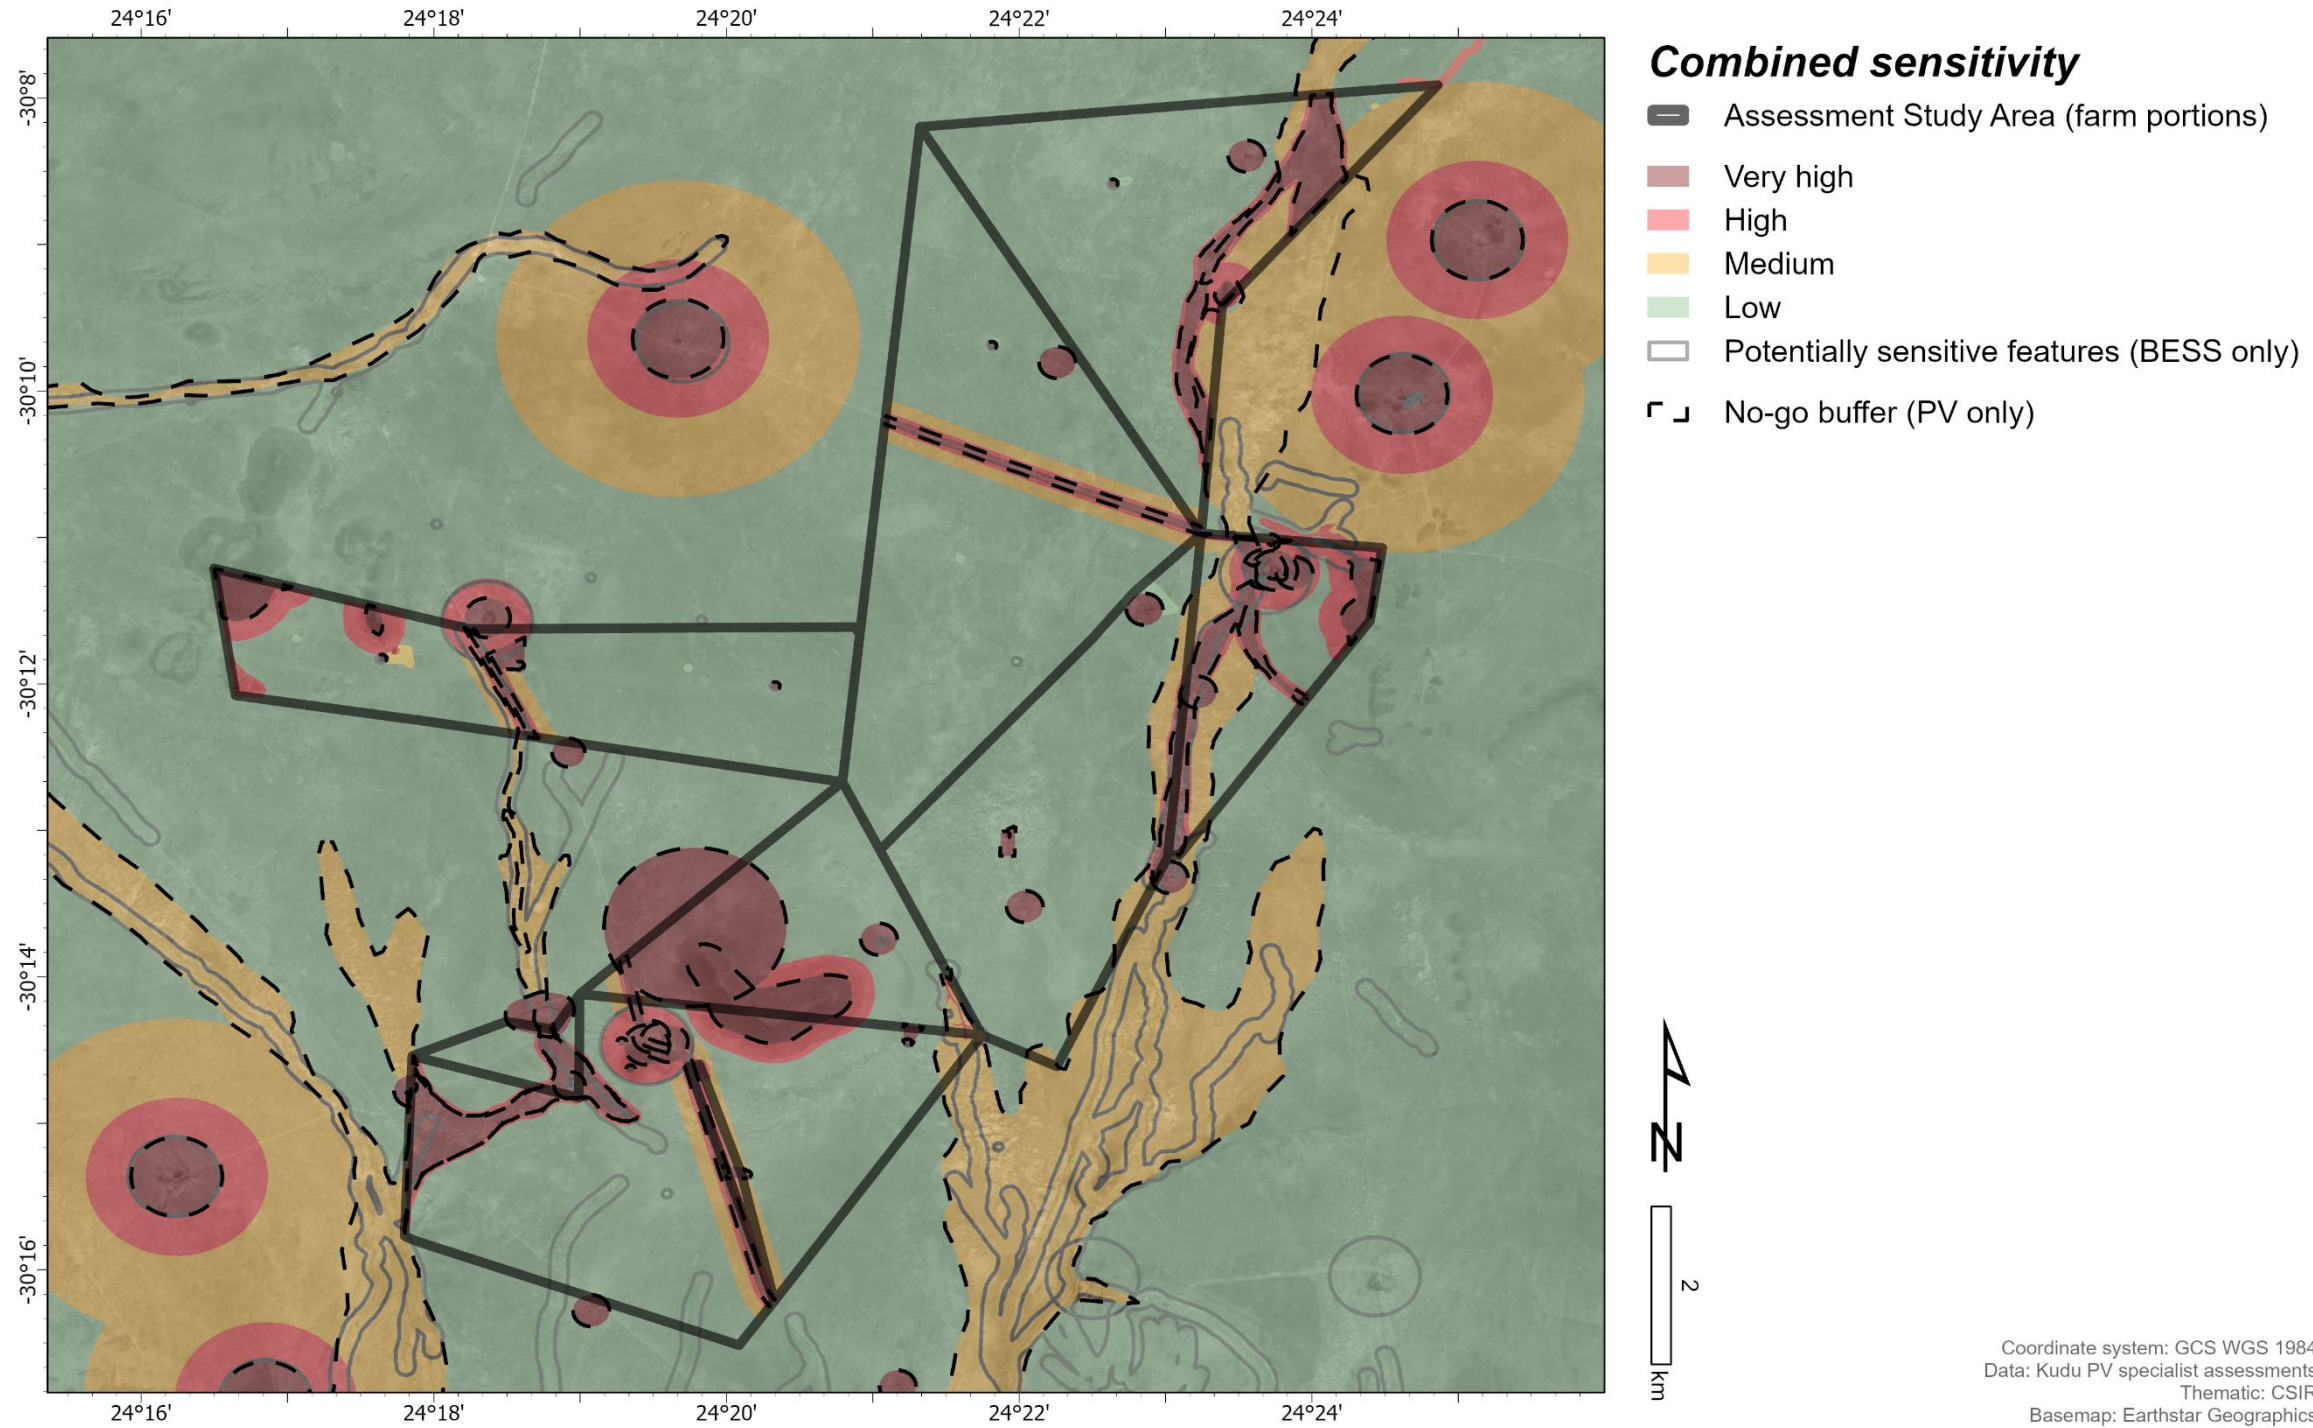 24°16' 24°18' 24°20' 24°22' 24°24'
Combined sensitivity
Assessment Study Area (farm portions)
Very high
High
Medium
Low
Potentially sensitive features (BESS only)
No-go buffer (PV only)
-30°8'
-30°10'
-30°12'
-30°14'
-30°16'
N
2
km
24°16' 24°18' 24°20' 24°22' 24°24'
Coordinate system: GCS WGS 1984
Data: Kudu PV specialist assessments
Thematic: CSIR
Basemap: Earthstar Geographics